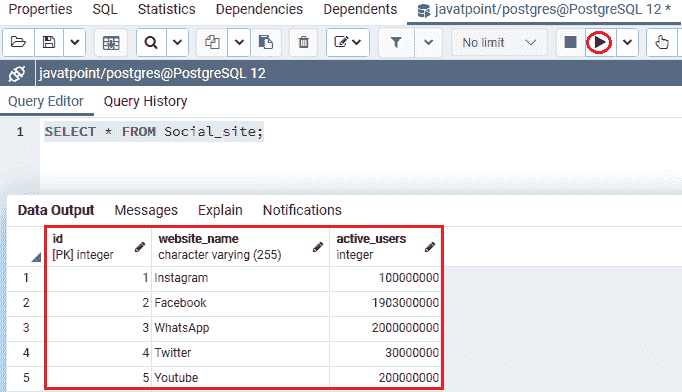 Properties SQL Statistics Dependencies Dependents javatpoint/postgres@PostgreSQL 12 *
No limit
javatpoint/postgres@PostgreSQL 12
Query Editor Query History
1 SELECT * FROM Social_site;
Data Output Messages Explain Notifications
id website_name active_users
[PK] integer character varying (255) integer
1 1 Instagram 100000000
2 2 Facebook 1903000000
3 3 WhatsApp 2000000000
4 4 Twitter 30000000
5 5 Youtube 200000000